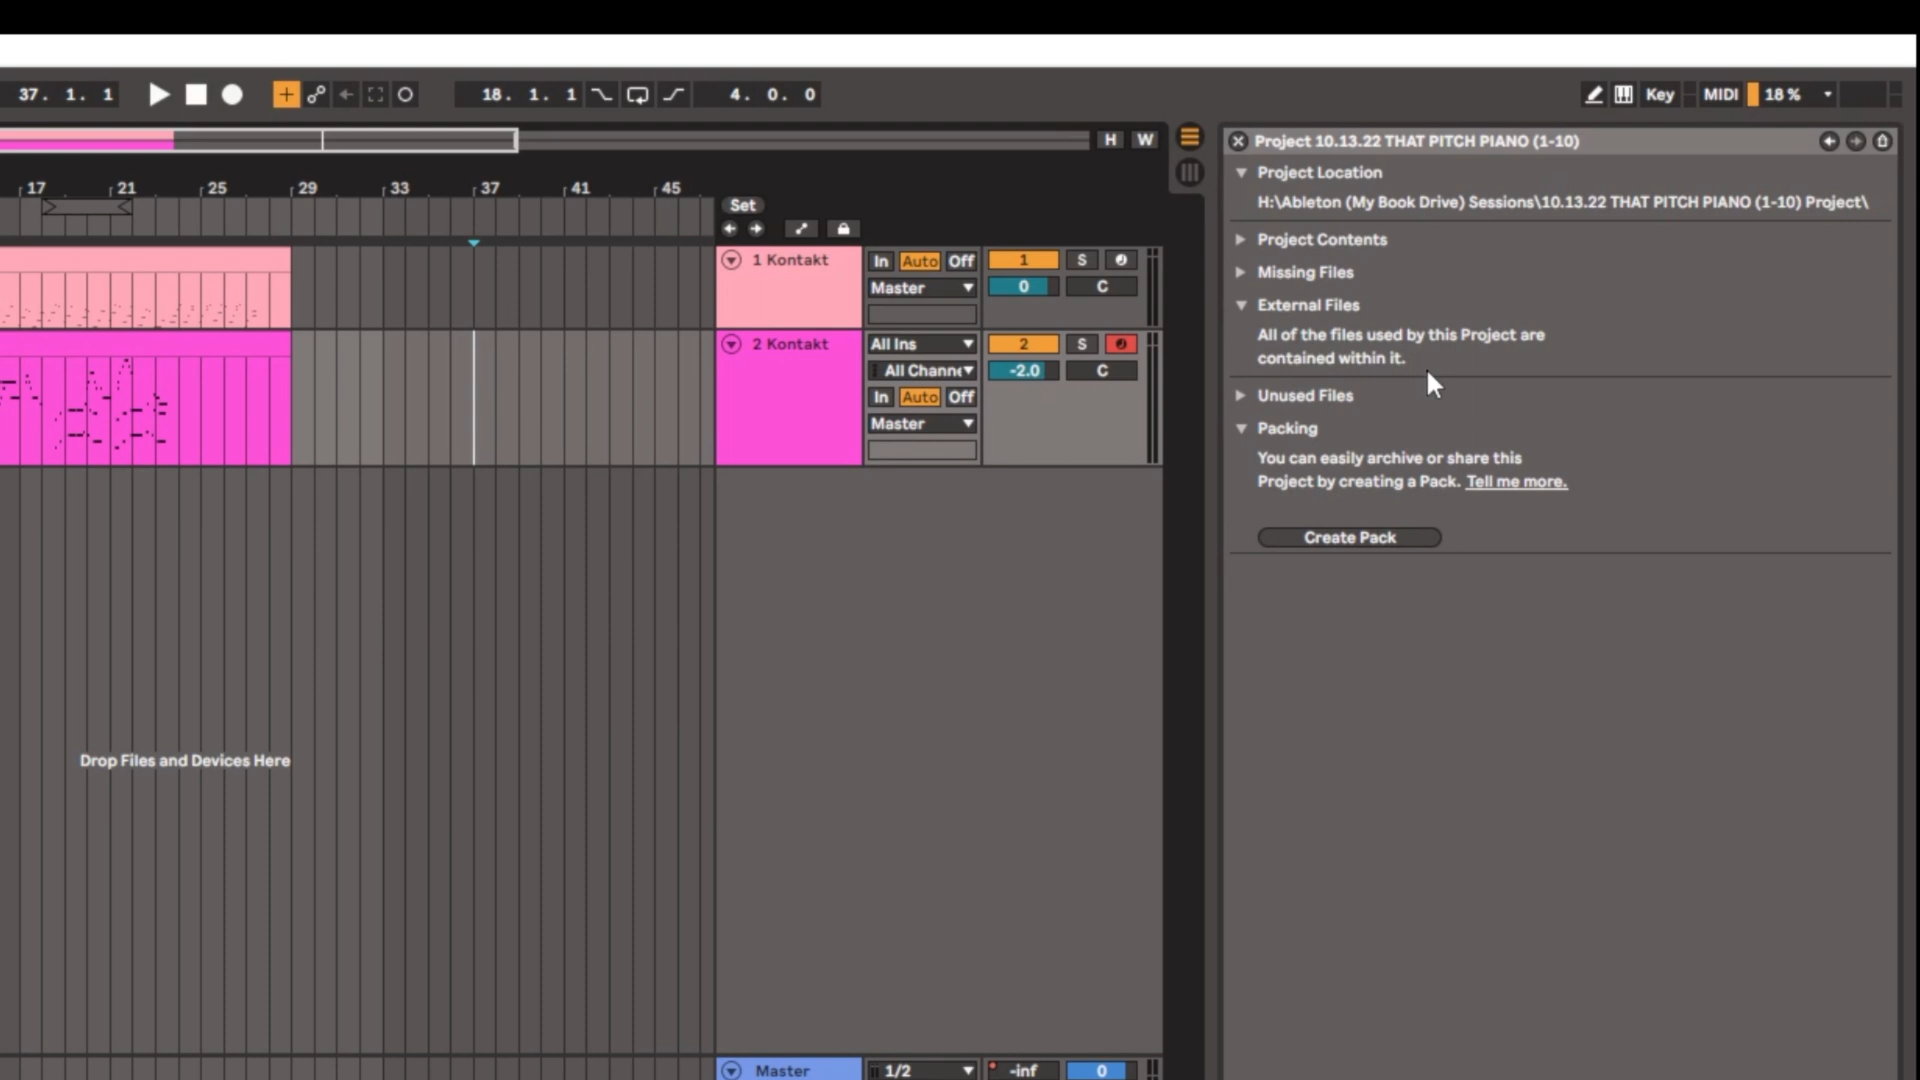 37. 1. 1 18. 1. 1 4. 0. 0 Key MIDI 18 %
H W
Project 10.13.22 THAT PITCH PIANO (1-10)
Project Location
H:\Ableton (My Book Drive) Sessions\10.13.22 THAT PITCH PIANO (1-10) Project\
Project Contents
Missing Files
External Files
All of the files used by this Project are
contained within it.
Unused Files
Packing
You can easily archive or share this
Project by creating a Pack. Tell me more.
Create Pack
17 21 25 29 33 37 41 45
Set
1 Kontakt In Auto Off 1 S
Master 0 C
2 Kontakt All Ins 2 S
All Channe -2.0 C
In Auto Off
Master
Drop Files and Devices Here
Master 1/2 -inf 0